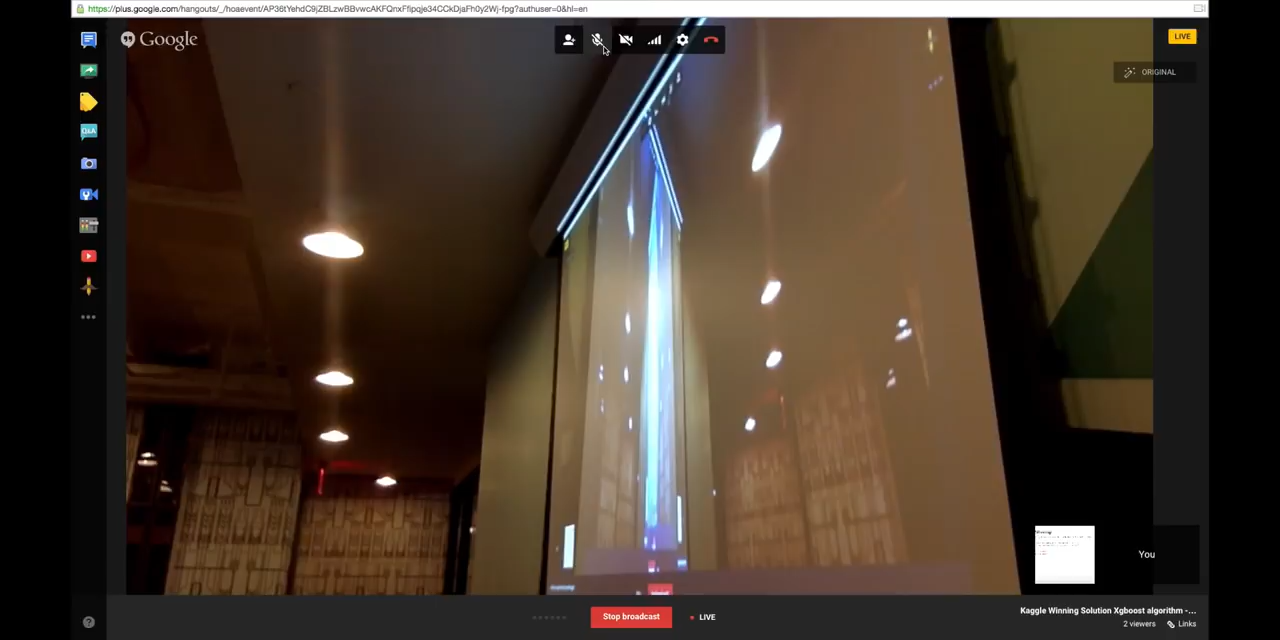 https://plus.google.com/hangouts/_/hoaevent/AP36tYehdC9jZBLzwBBvwcAKFQnxFfipqje34CCkDjaFh0y2Wj-fpg?authuser=0&hl=en
Google
LIVE
ORIGINAL
Q&A
You
Stop broadcast
LIVE
Kaggle Winning Solution Xgboost algorithm -...
2 viewers
Links